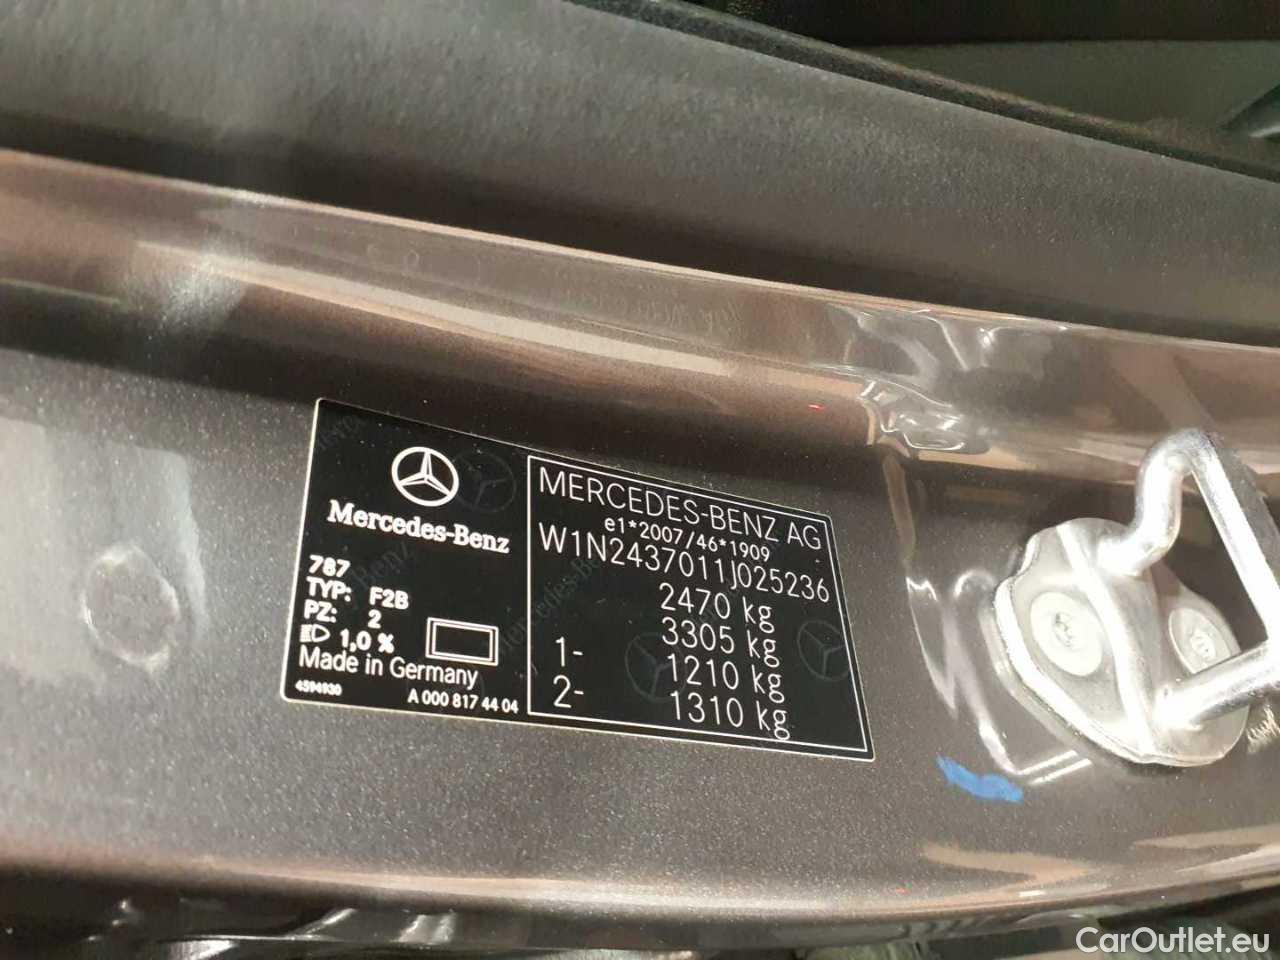 Mercedes-Benz
787
TYP: F2B
PZ: 2
1,0 %
Made in Germany
4594930
A 000 817 44 04
MERCEDES-BENZ AG
e1*2007/46*1909
W1N2437011J025236
2470 kg
3305 kg
1- 1210 kg
2- 1310 kg
CarOutlet.eu